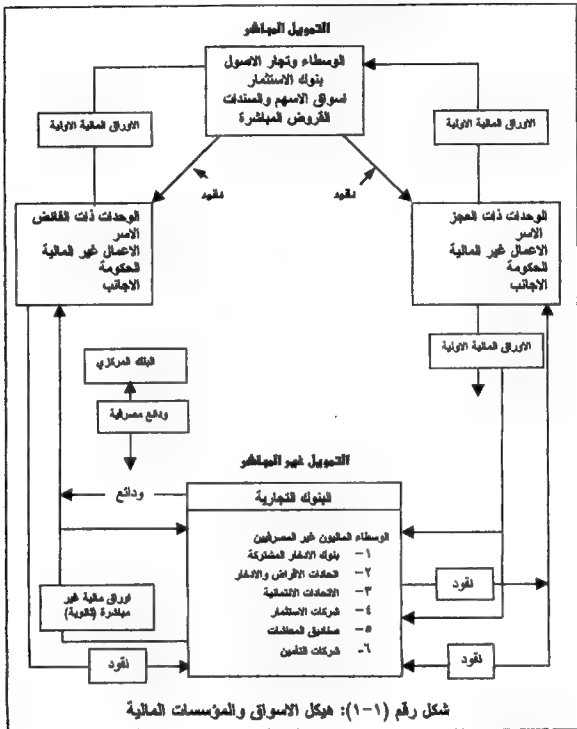 التمويل المباشر
الوسطاء وتجار الاصول
بنوك الاستثمار
اسواق الاسهم والسندات
القروض المباشرة
الاوراق المالية الاولية
الاوراق المالية الاولية
نقيد
نقيد
الوحدات ذات العجز
الاسر
الاعمال غير المالية
الحكومة
الاجانب
الوحدات ذات الفائض
الاسر
الاعمال غير المالية
الحكومة
الاجانب
الاوراق المالية الاولية
البنك المركزي
ودائع مصرفية
التمويل غير المباشر
البنوك التجارية
ودائع
الوسطاء الماليون غير المصرفيين
١- بنوك الادخار المشتركة
٢- اتحادات الاقراض والادخار
٣- الاتحادات الائتمانية
٤- شركات الاستثمار
٥- صناديق المعاشات
٦- شركات التأمين
نقود
اوراق مالية غير
مباشرة (ثانوية)
نقود
نقود
شكل رقم (١-١): هيكل الاسواق والمؤسسات المالية